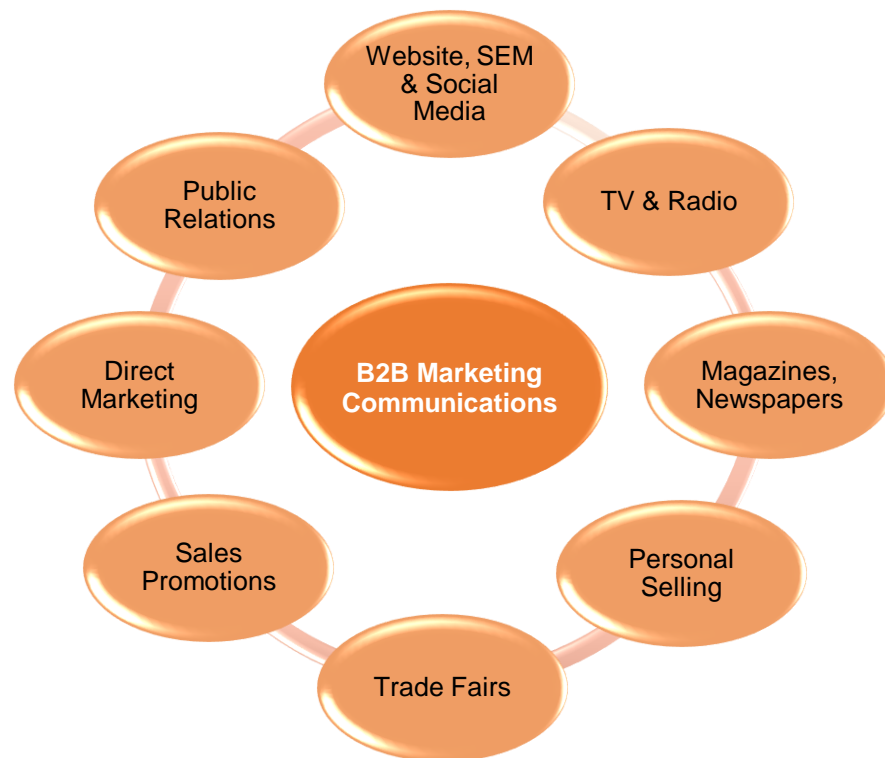 Website, SEM
& Social
Media
TV & Radio
Magazines,
Newspapers
Personal
Selling
Trade Fairs
Sales
Promotions
Direct
Marketing
Public
Relations
B2B Marketing
Communications